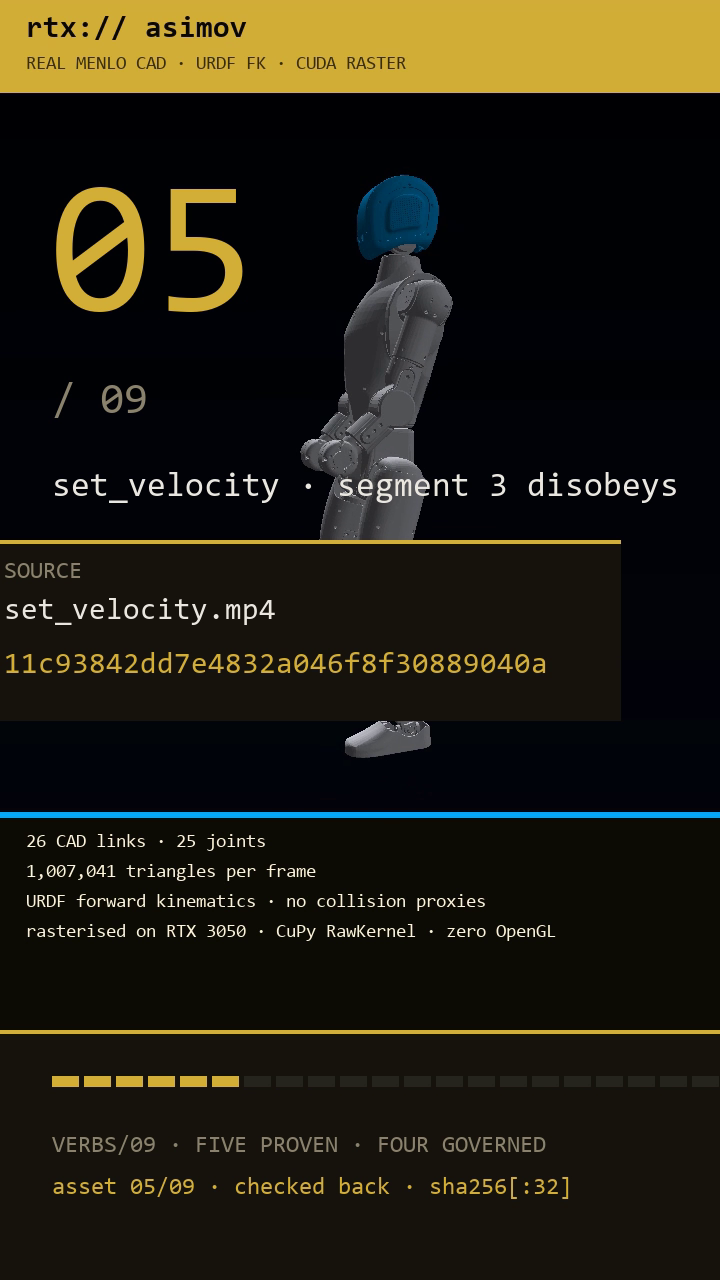 rtx:// asimov
REAL MENLO CAD · URDF FK · CUDA RASTER
05
/ 09
set_velocity · segment 3 disobeys
SOURCE
set_velocity.mp4
11c93842dd7e4832a046f8f30889040a
26 CAD links · 25 joints
1,007,041 triangles per frame
URDF forward kinematics · no collision proxies
rasterised on RTX 3050 · CuPy RawKernel · zero OpenGL
VERBS/09 · FIVE PROVEN · FOUR GOVERNED
asset 05/09 · checked back · sha256[:32]